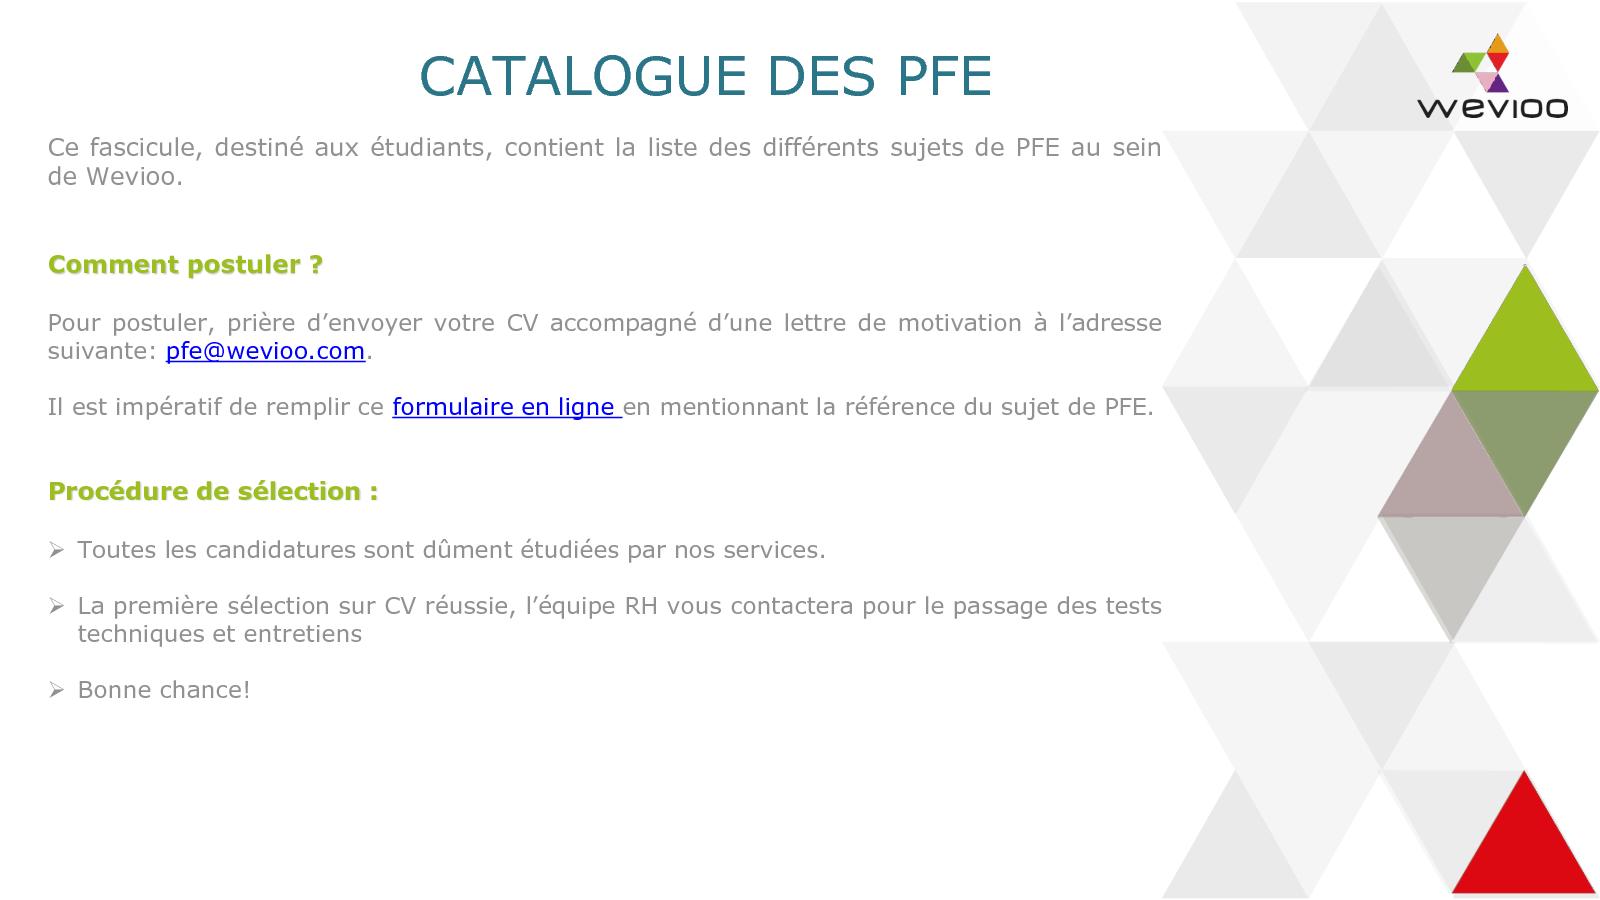 CATALOGUE DES PFE
wevioo
Ce fascicule, destiné aux étudiants, contient la liste des différents sujets de PFE au sein
de Wevioo.
Comment postuler ?
Pour postuler, prière d’envoyer votre CV accompagné d’une lettre de motivation à l’adresse
suivante: pfe@wevioo.com.
Il est impératif de remplir ce formulaire en ligne en mentionnant la référence du sujet de PFE.
Procédure de sélection :
➢ Toutes les candidatures sont dûment étudiées par nos services.
➢ La première sélection sur CV réussie, l’équipe RH vous contactera pour le passage des tests
techniques et entretiens
➢ Bonne chance!